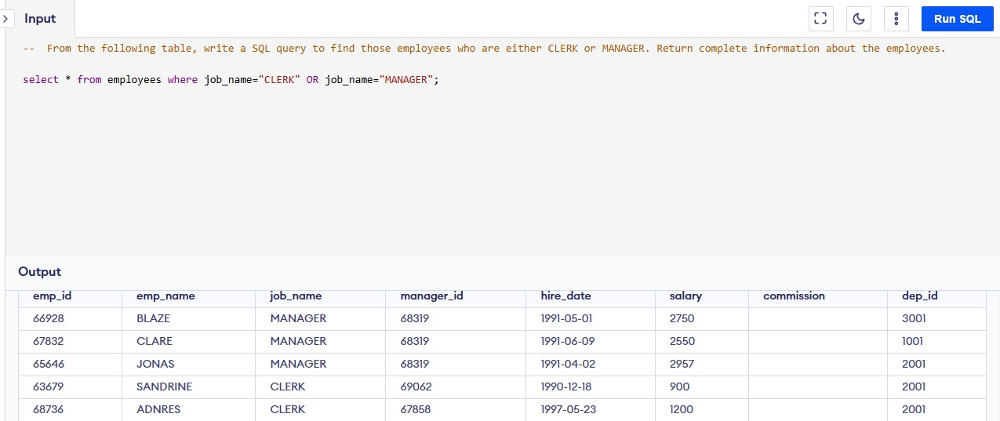 Input
Run SQL
-- From the following table, write a SQL query to find those employees who are either CLERK or MANAGER. Return complete information about the employees.
select * from employees where job_name="CLERK" OR job_name="MANAGER";
Output
emp_id emp_name job_name manager_id hire_date salary commission dep_id
66928 BLAZE MANAGER 68319 1991-05-01 2750 3001
67832 CLARE MANAGER 68319 1991-06-09 2550 1001
65646 JONAS MANAGER 68319 1991-04-02 2957 2001
63679 SANDRINE CLERK 69062 1990-12-18 900 2001
68736 ADNRES CLERK 67858 1997-05-23 1200 2001